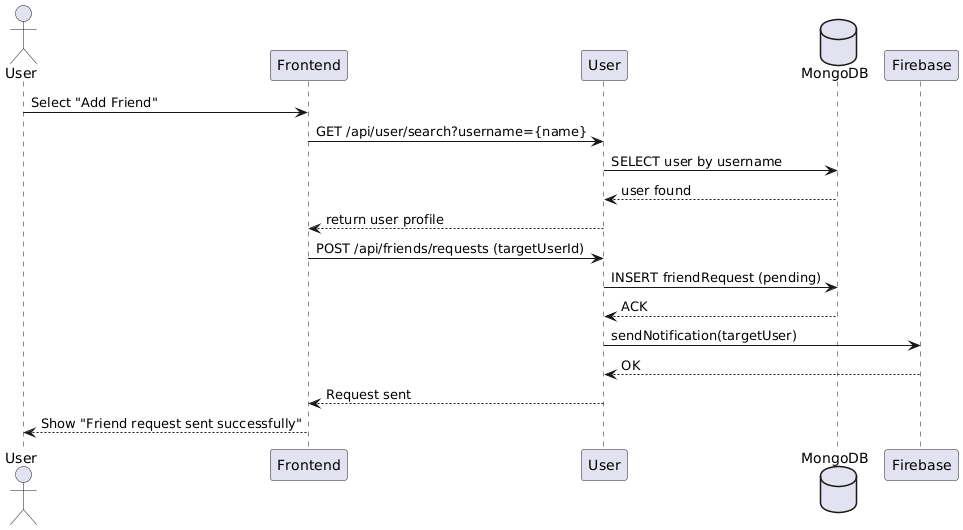 User
Frontend
User
MongoDB
Firebase
Select "Add Friend"
GET /api/user/search?username={name}
SELECT user by username
user found
return user profile
POST /api/friends/requests (targetUserId)
INSERT friendRequest (pending)
ACK
sendNotification(targetUser)
OK
Request sent
Show "Friend request sent successfully"
User
Frontend
User
MongoDB
Firebase